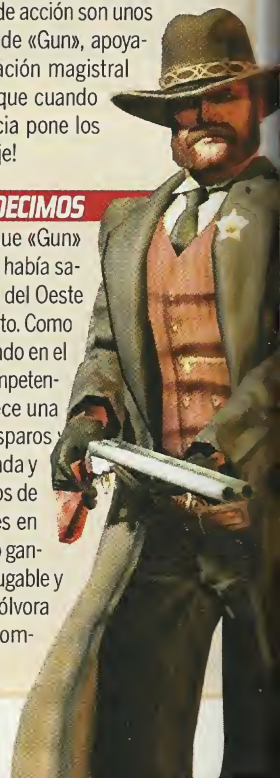 de acción son unos
de «Gun», apoya-
ación magistral
que cuando
cia pone los
je!
DECIMOS
ue «Gun»
había sa-
del Oeste
to. Como
ndo en el
mpeten-
ece una
sparos
nda y
os de
es en
o gan-
ugable y
ólvora
om-